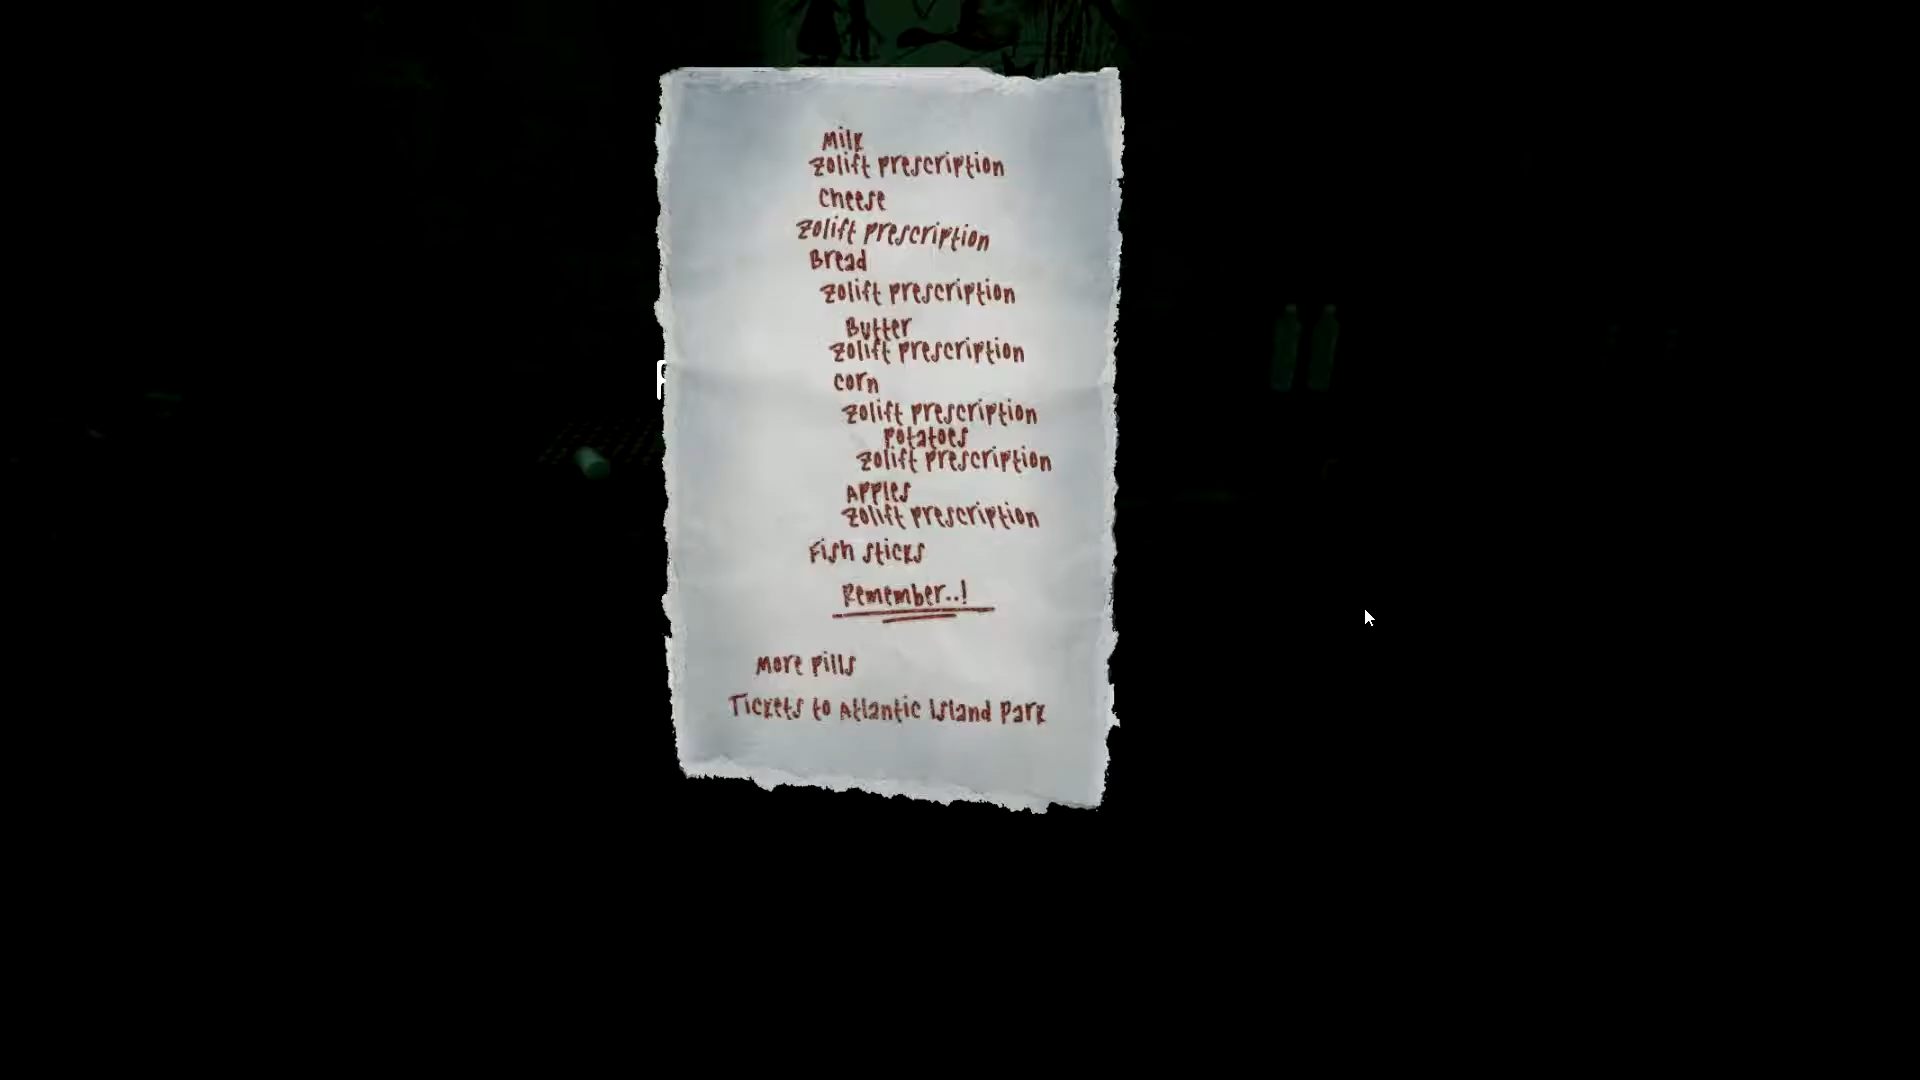 Milk
Zolift prescription
Cheese
Zolift prescription
Bread
Zolift prescription
Butter
Zolift prescription
Corn
Zolift prescription
Potatoes
Zolift prescription
Apples
Zolift prescription
Fish sticks
Remember..!
More pills
Tickets to Atlantic Island Park